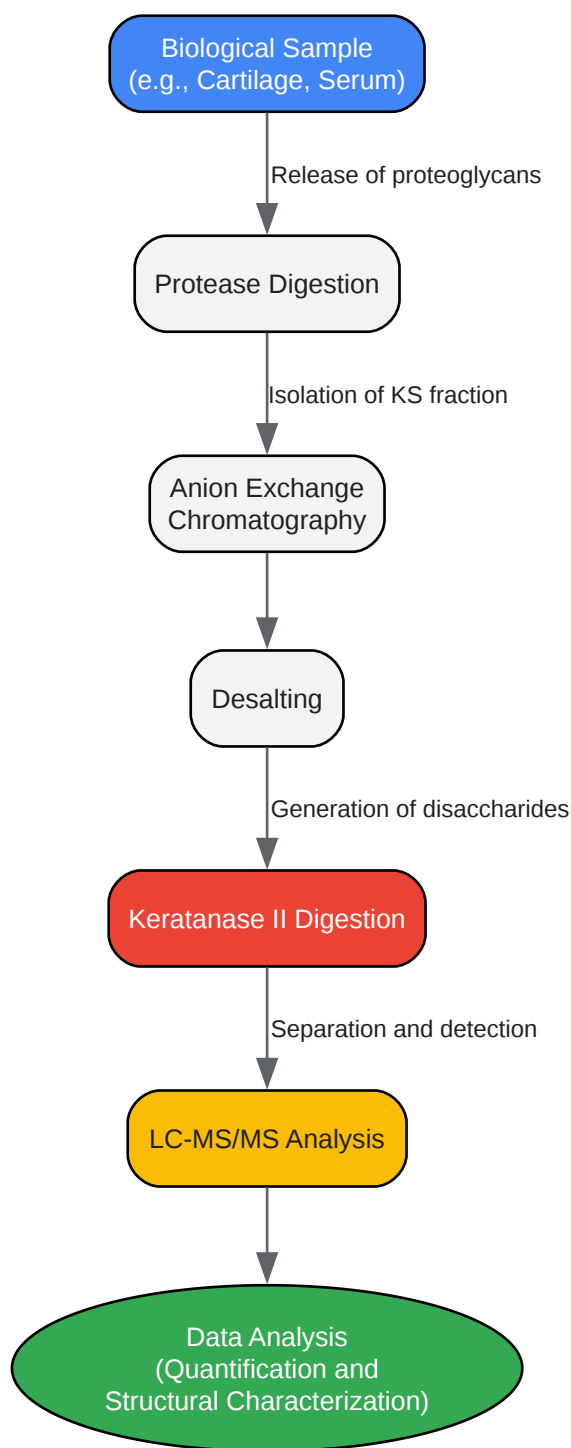 Biological Sample
(e.g., Cartilage, Serum)
Release of proteoglycans
Protease Digestion
Isolation of KS fraction
Anion Exchange
Chromatography
Desalting
Generation of disaccharides
Keratanase II Digestion
Separation and detection
LC-MS/MS Analysis
Data Analysis
(Quantification and
Structural Characterization)